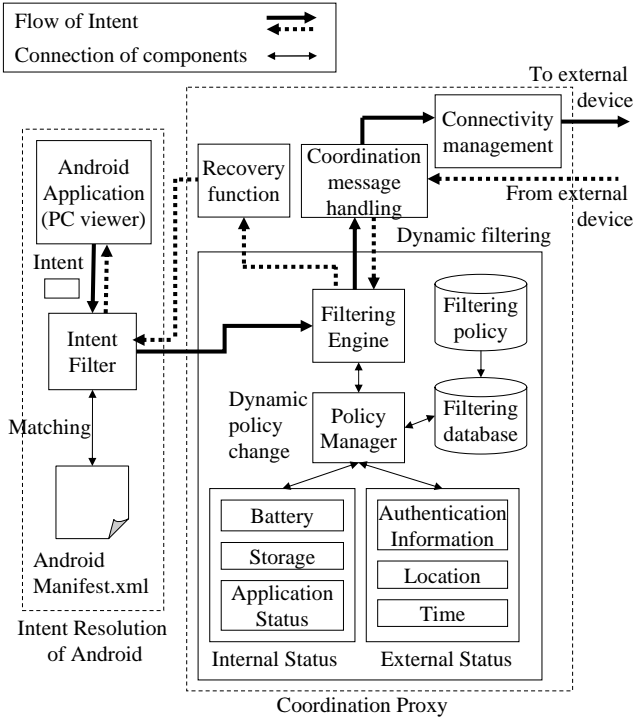 Flow of Intent
Connection of components
To external
device
Connectivity
management
Android
Application
(PC viewer)
Recovery
function
Coordination
message
handling
From external
device
Dynamic filtering
Intent
Intent
Filter
Filtering
Engine
Filtering
policy
Matching
Dynamic
policy
change
Policy
Manager
Filtering
database
Battery
Storage
Application
Status
Authentication
Information
Location
Time
Android
Manifest.xml
Intent Resolution
of Android
Internal Status
External Status
Coordination Proxy